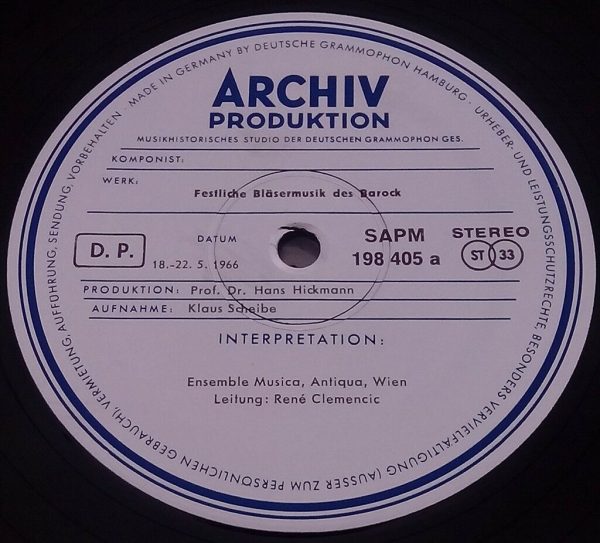 MADE IN GERMANY BY DEUTSCHE GRAMMOPHON HAMBURG · URHEBER- UND LEISTUNGSSCHUTZRECHTE, BESONDERS VERVIELFÄLTIGUNG (AUSSER ZUM PERSÖNLICHEN GEBRAUCH), VERMIETUNG, AUFFÜHRUNG, SENDUNG, VORBEHALTEN ·
ARCHIV
PRODUKTION
MUSIKHISTORISCHES STUDIO DER DEUTSCHEN GRAMMOPHON GES.
KOMPONIST:
WERK:
Festliche Bläsermusik des Barock
D. P.
DATUM
18.-22. 5. 1966
SAPM
198 405 a
STEREO
ST 33
PRODUKTION: Prof. Dr. Hans Hickmann
AUFNAHME: Klaus Scheibe
INTERPRETATION:
Ensemble Musica, Antiqua, Wien
Leitung: René Clemencic